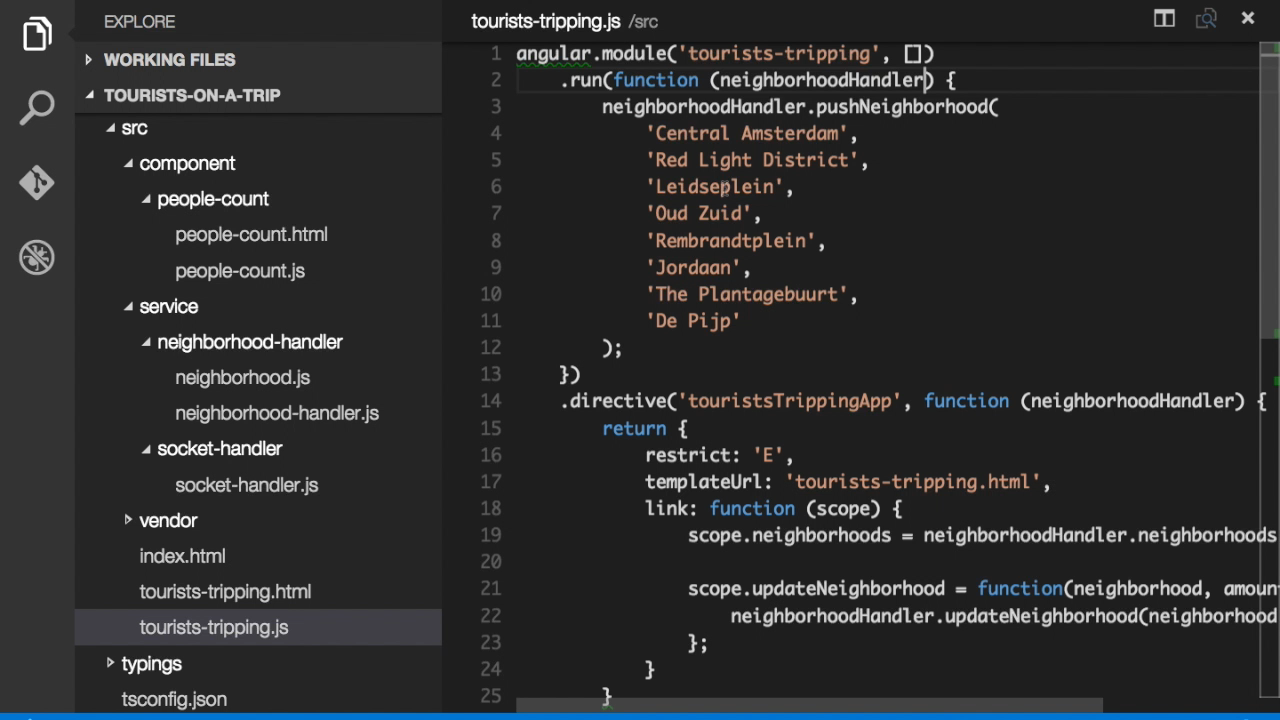 EXPLORE
WORKING FILES
TOURISTS-ON-A-TRIP
src
component
people-count
people-count.html
people-count.js
service
neighborhood-handler
neighborhood.js
neighborhood-handler.js
socket-handler
socket-handler.js
vendor
index.html
tourists-tripping.html
tourists-tripping.js
typings
tsconfig.json
tourists-tripping.js /src
1 angular.module('tourists-tripping', [])
2 .run(function (neighborhoodHandler) {
3 neighborhoodHandler.pushNeighborhood(
4 'Central Amsterdam',
5 'Red Light District',
6 'Leidseplein',
7 'Oud Zuid',
8 'Rembrandtplein',
9 'Jordaan',
10 'The Plantagebuurt',
11 'De Pijp'
12 );
13 })
14 .directive('touristsTrippingApp', function (neighborhoodHandler) {
15 return {
16 restrict: 'E',
17 templateUrl: 'tourists-tripping.html',
18 link: function (scope) {
19 scope.neighborhoods = neighborhoodHandler.neighborhoods
20
21 scope.updateNeighborhood = function(neighborhood, amoun
22 neighborhoodHandler.updateNeighborhood(neighborhood
23 };
24 }
25 }